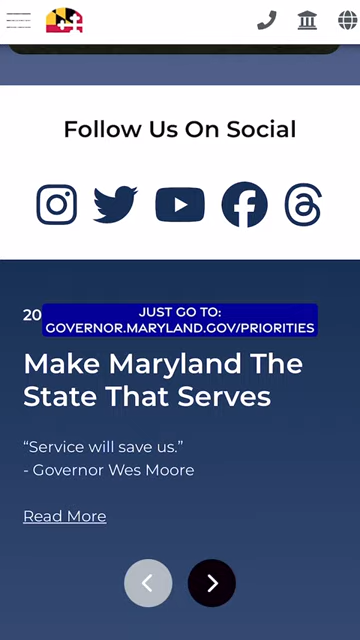 Follow Us On Social
20
JUST GO TO:
GOVERNOR.MARYLAND.GOV/PRIORITIES
Make Maryland The
State That Serves
“Service will save us.”
- Governor Wes Moore
Read More